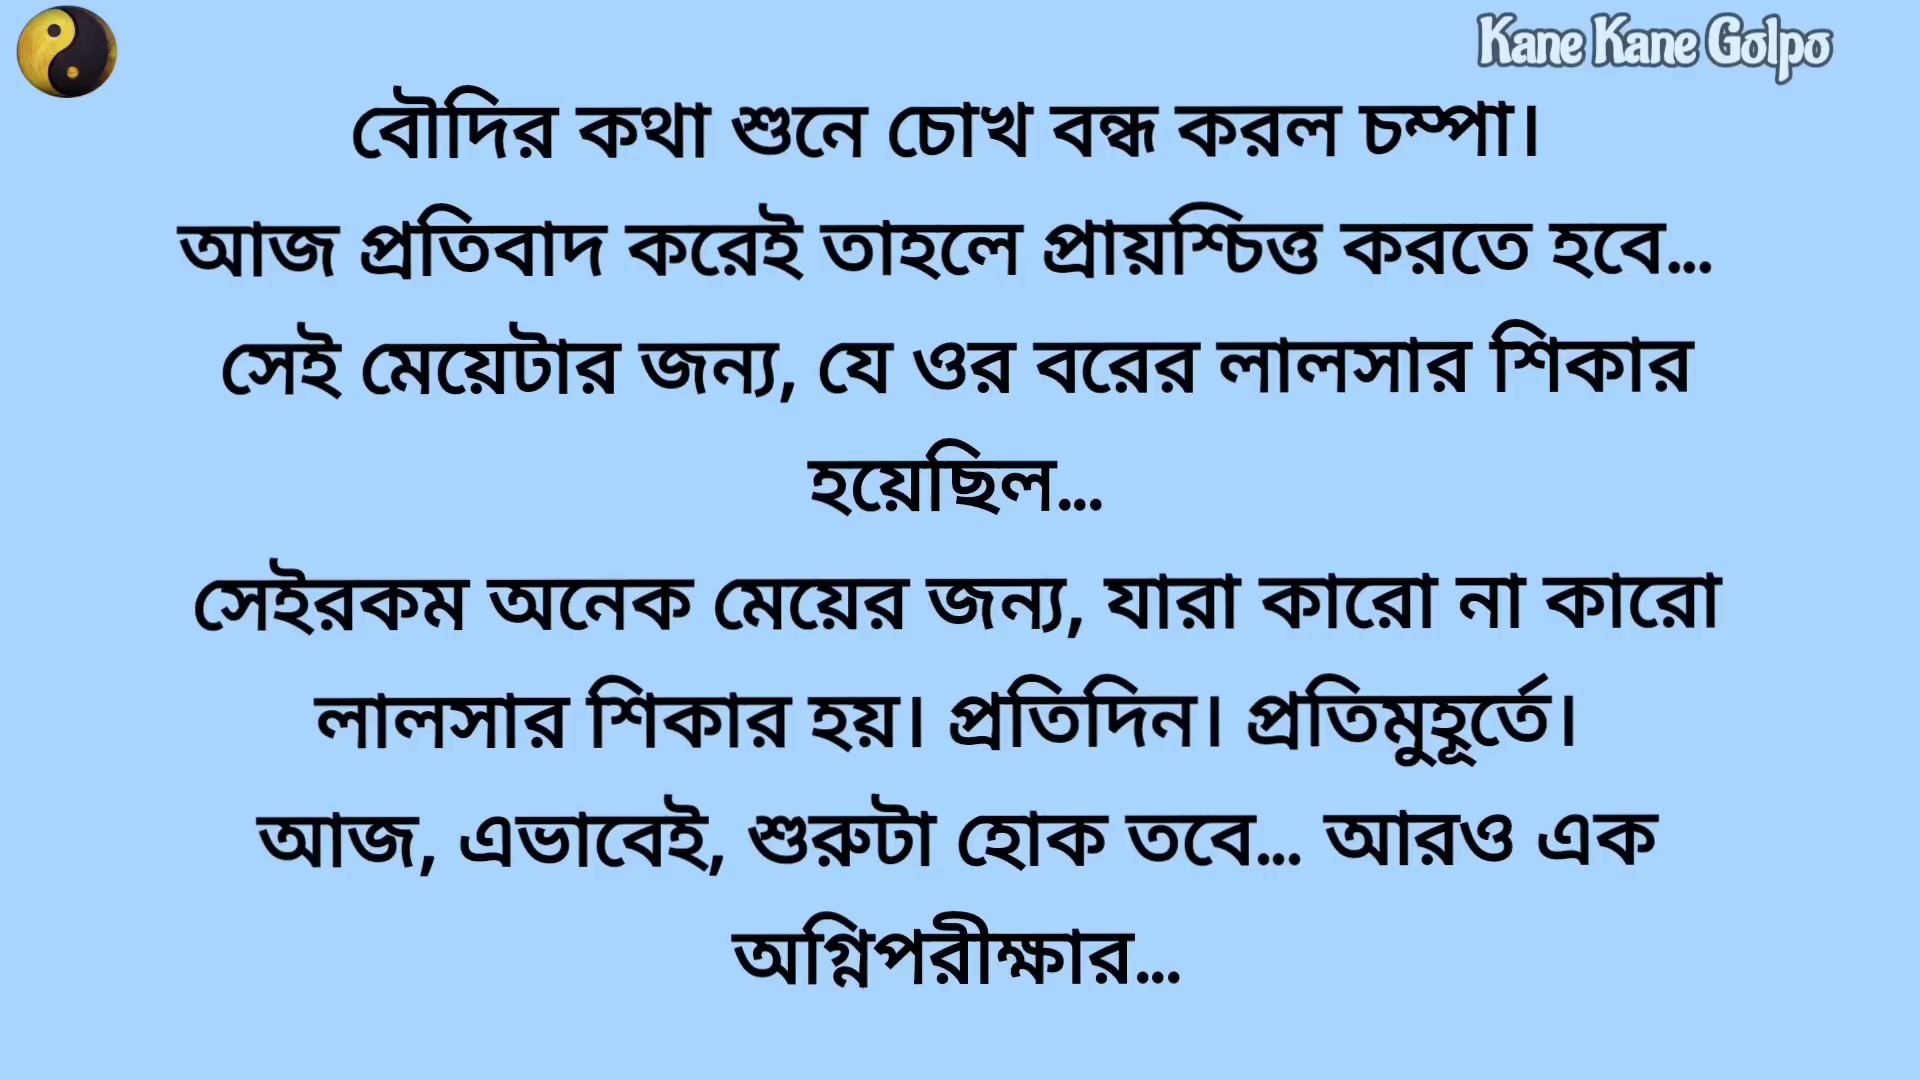 Kane Kane Golpo
বৌদির কথা শুনে চোখ বন্ধ করল চম্পা।
আজ প্রতিবাদ করেই তাহলে প্রায়শ্চিত্ত করতে হবে...
সেই মেয়েটার জন্য, যে ওর বরের লালসার শিকার
হয়েছিল...
সেইরকম অনেক মেয়ের জন্য, যারা কারো না কারো
লালসার শিকার হয়। প্রতিদিন। প্রতিমুহূর্তে।
আজ, এভাবেই, শুরুটা হোক তবে... আরও এক
অগ্নিপরীক্ষার...